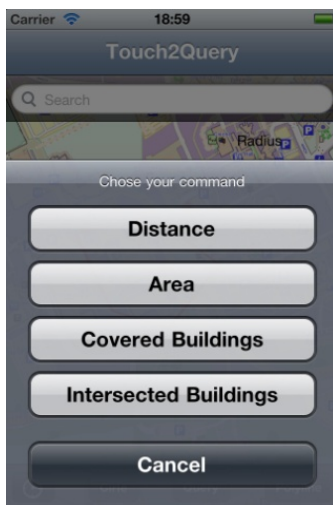 Carrier 18:59
Touch2Query
Search
Radius
P
P
Chose your command
Distance
Area
Covered Buildings
Intersected Buildings
Cancel